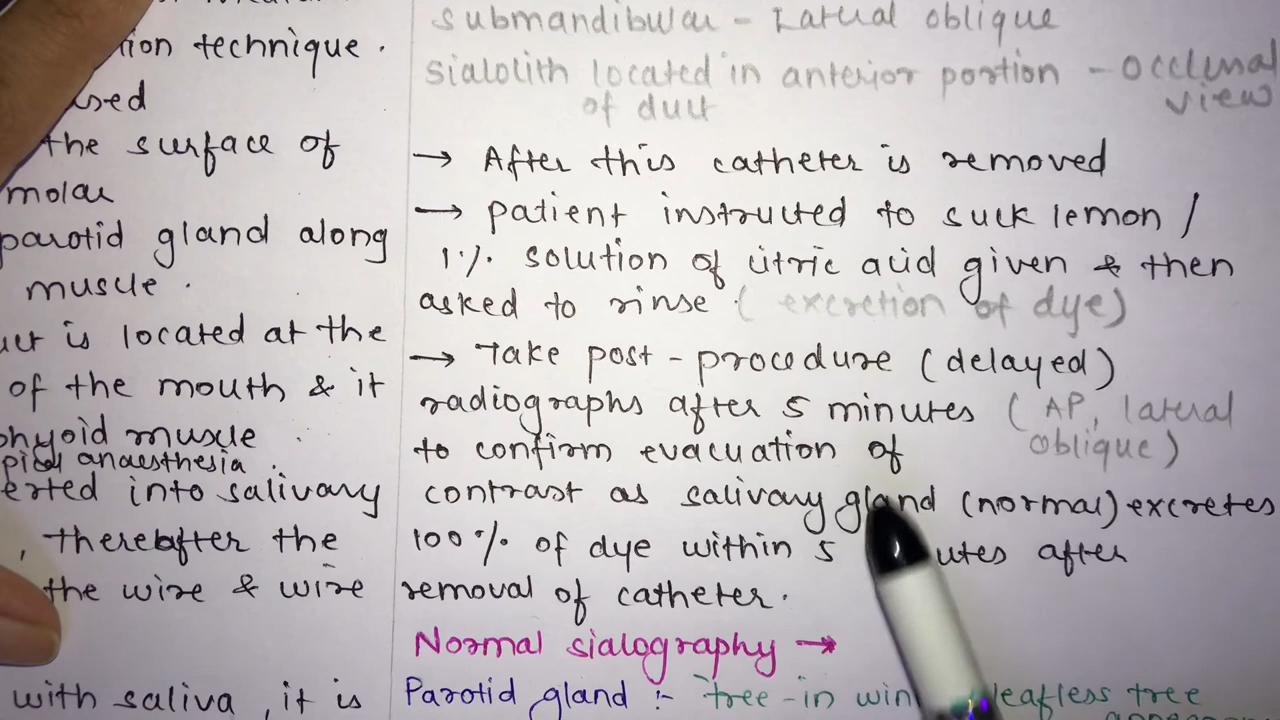 tion technique .
used
the surface of
molar
parotid gland along
muscle .
is located at the
of the mouth & it
hyoid muscle .
anaesthesia .
into salivary
, thereafter the
the wire & wire
with saliva , it is
submandibular - Lateral oblique
sialolith located in anterior portion - Occlusal
of duct view
→ After this catheter is removed
→ patient instructed to suck lemon /
1% solution of citric acid given & then
asked to rinse (excretion of dye)
→ Take post - procedure (delayed)
radiographs after 5 minutes (AP, lateral
to confirm evacuation of oblique)
contrast as salivary gland (normal) excretes
100% of dye within 5 utes after
removal of catheter.
Normal sialography →
Parotid gland :- tree-in win leafless tree